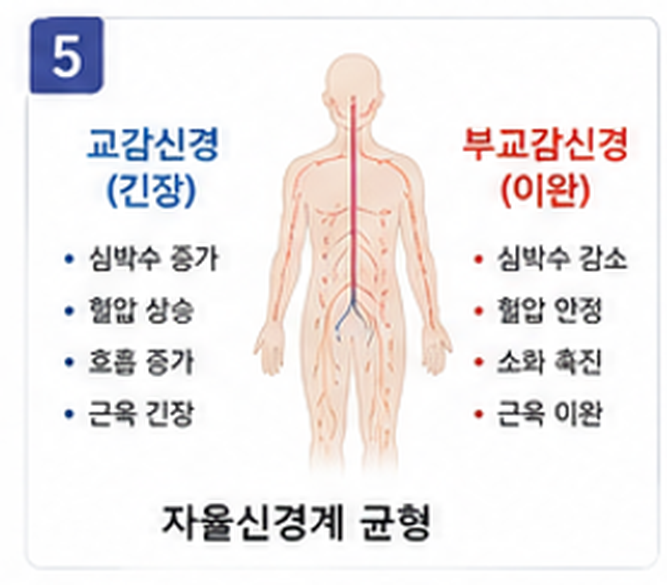 5
교감신경
(긴장)
• 심박수 증가
• 혈압 상승
• 호흡 증가
• 근육 긴장
부교감신경
(이완)
• 심박수 감소
• 혈압 안정
• 소화 촉진
• 근육 이완
자율신경계 균형